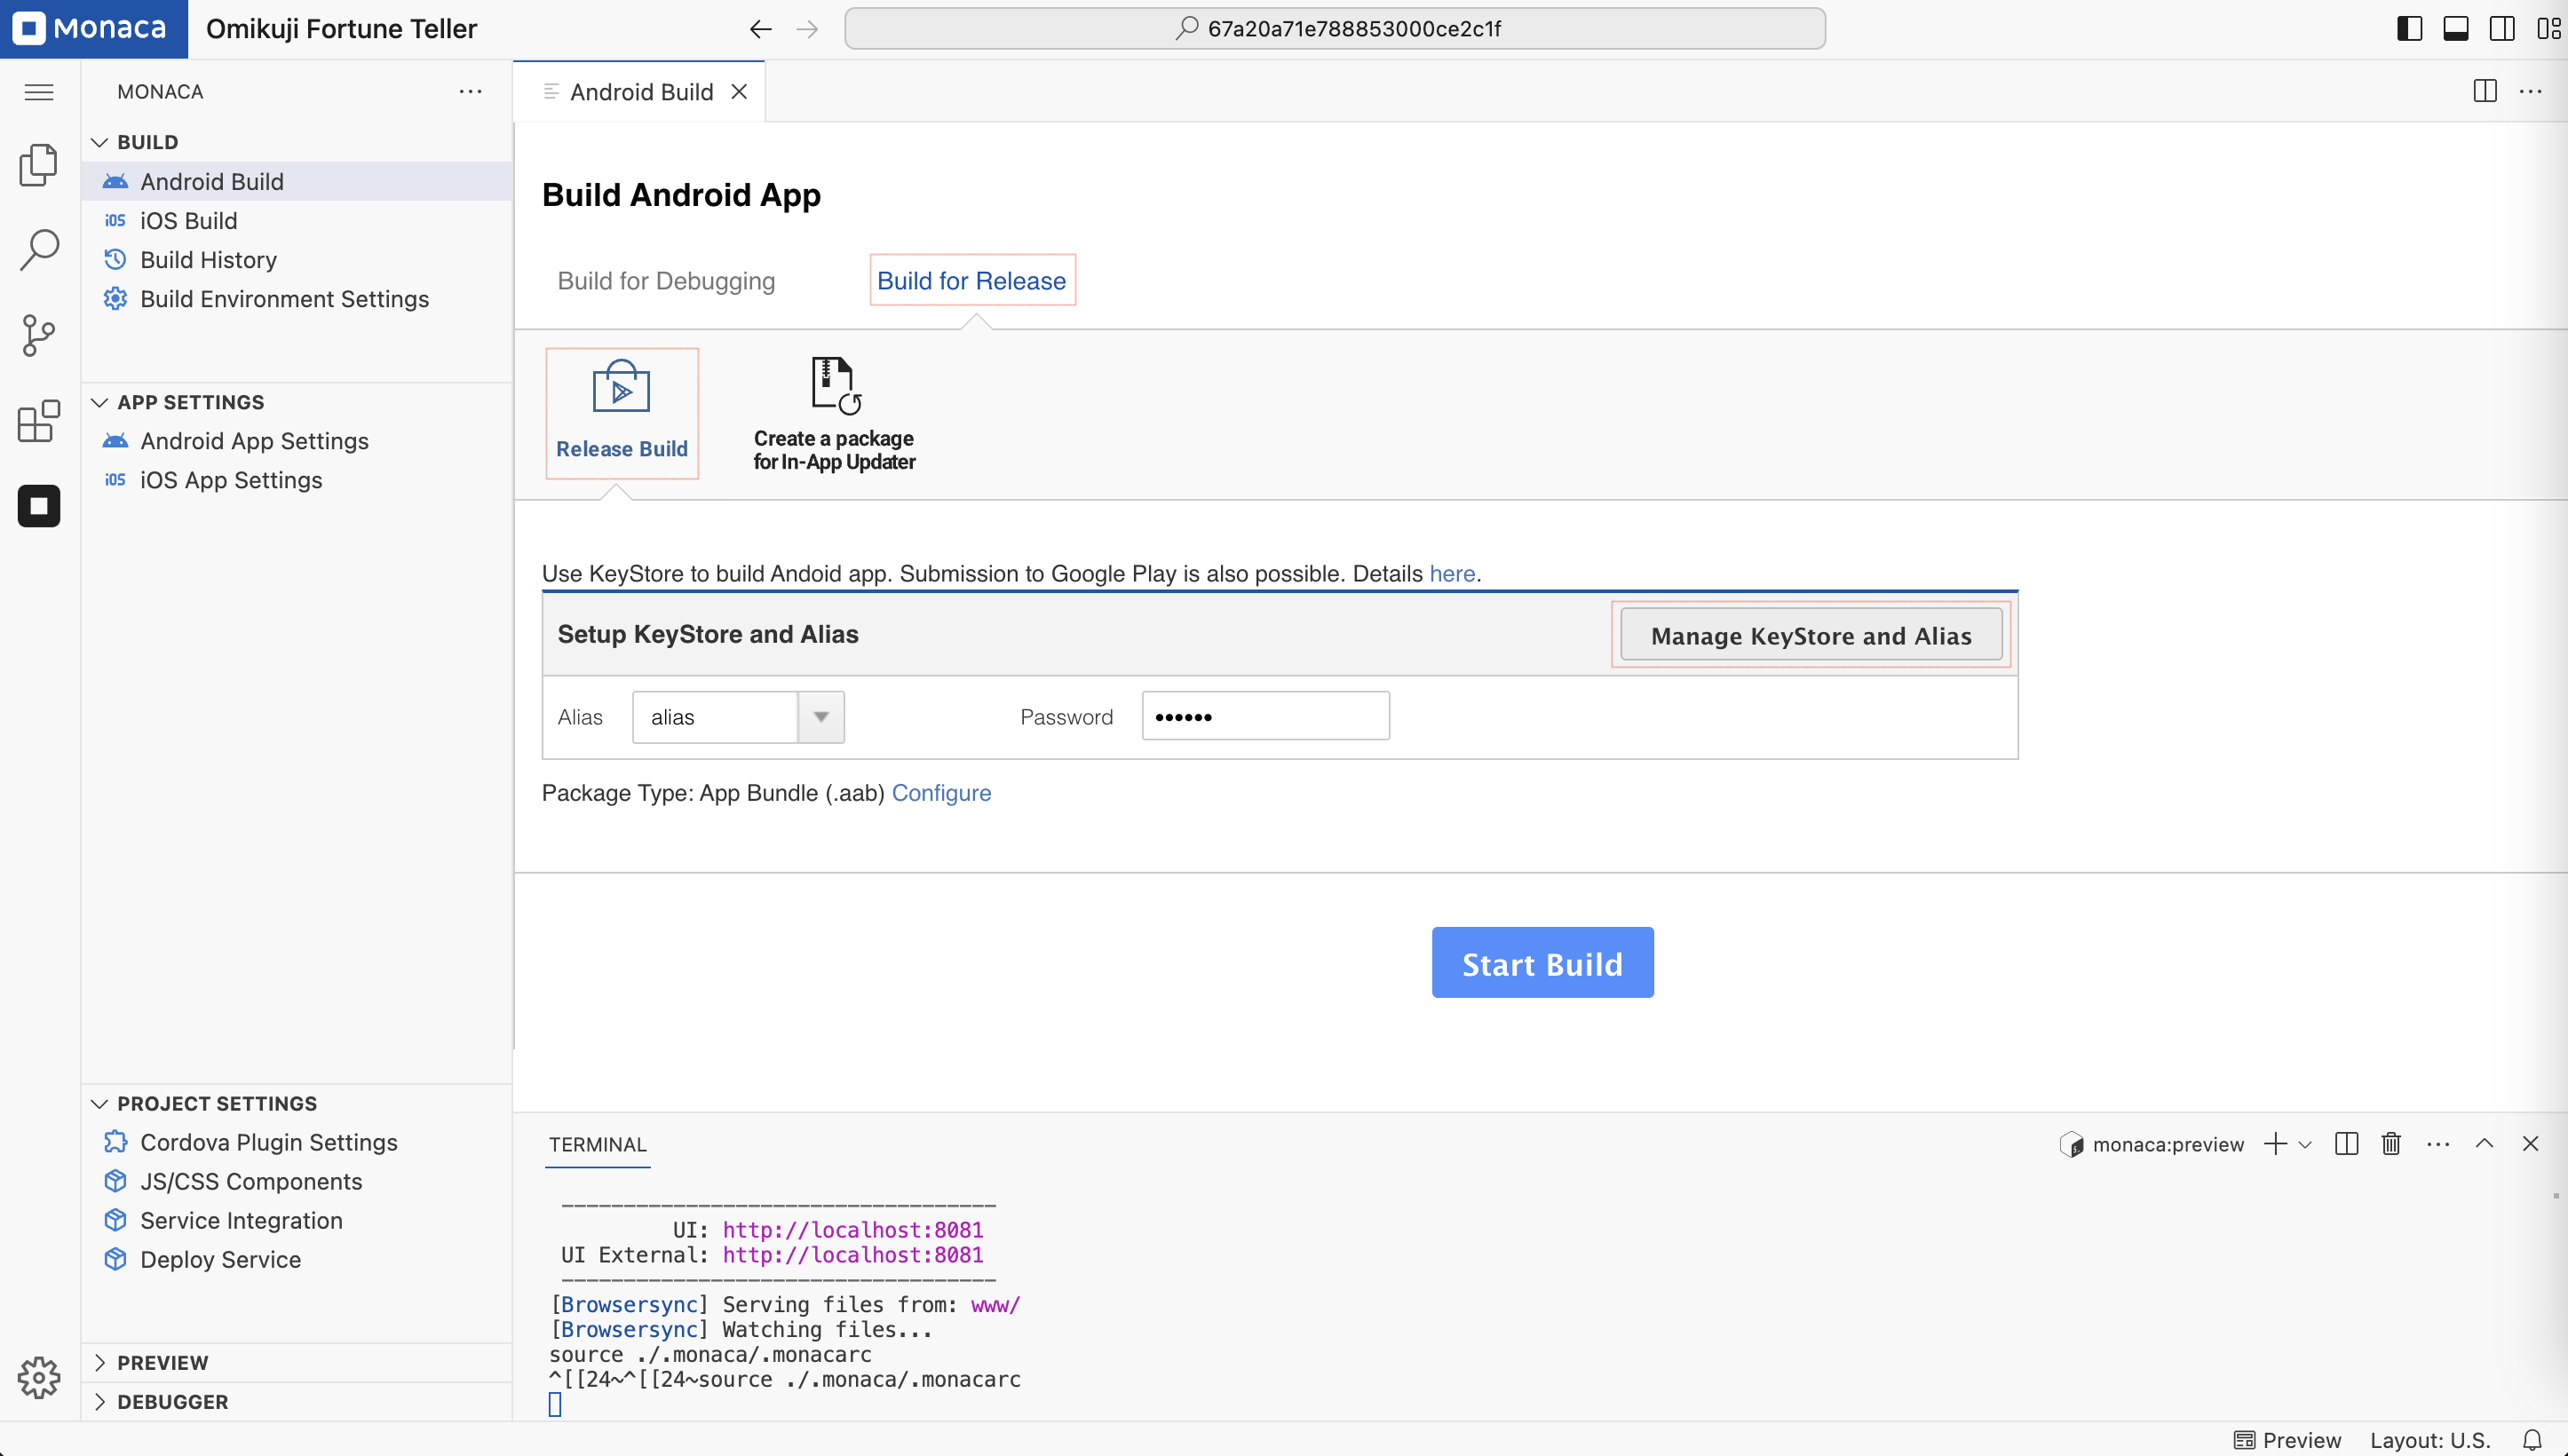 Monaca
Omikuji Fortune Teller
67a20a71e788853000ce2c1f
MONACA
BUILD
Android Build
iOS
iOS Build
Build History
Build Environment Settings
APP SETTINGS
Android App Settings
iOS
iOS App Settings
PROJECT SETTINGS
Cordova Plugin Settings
JS/CSS Components
Service Integration
Deploy Service
PREVIEW
DEBUGGER
Android Build
Build Android App
Build for Debugging
Build for Release
Release Build
Create a package
for In-App Updater
Use KeyStore to build Andoid app. Submission to Google Play is also possible. Details here.
Setup KeyStore and Alias
Manage KeyStore and Alias
Alias
alias
Password
••••••
Package Type: App Bundle (.aab) Configure
Start Build
TERMINAL
monaca:preview
-----------------------------------
UI: http://localhost:8081
UI External: http://localhost:8081
-----------------------------------
[Browsersync] Serving files from: www/
[Browsersync] Watching files...
source ./.monaca/.monacarc
^[[24~^[[24~source ./.monaca/.monacarc
Preview
Layout: U.S.